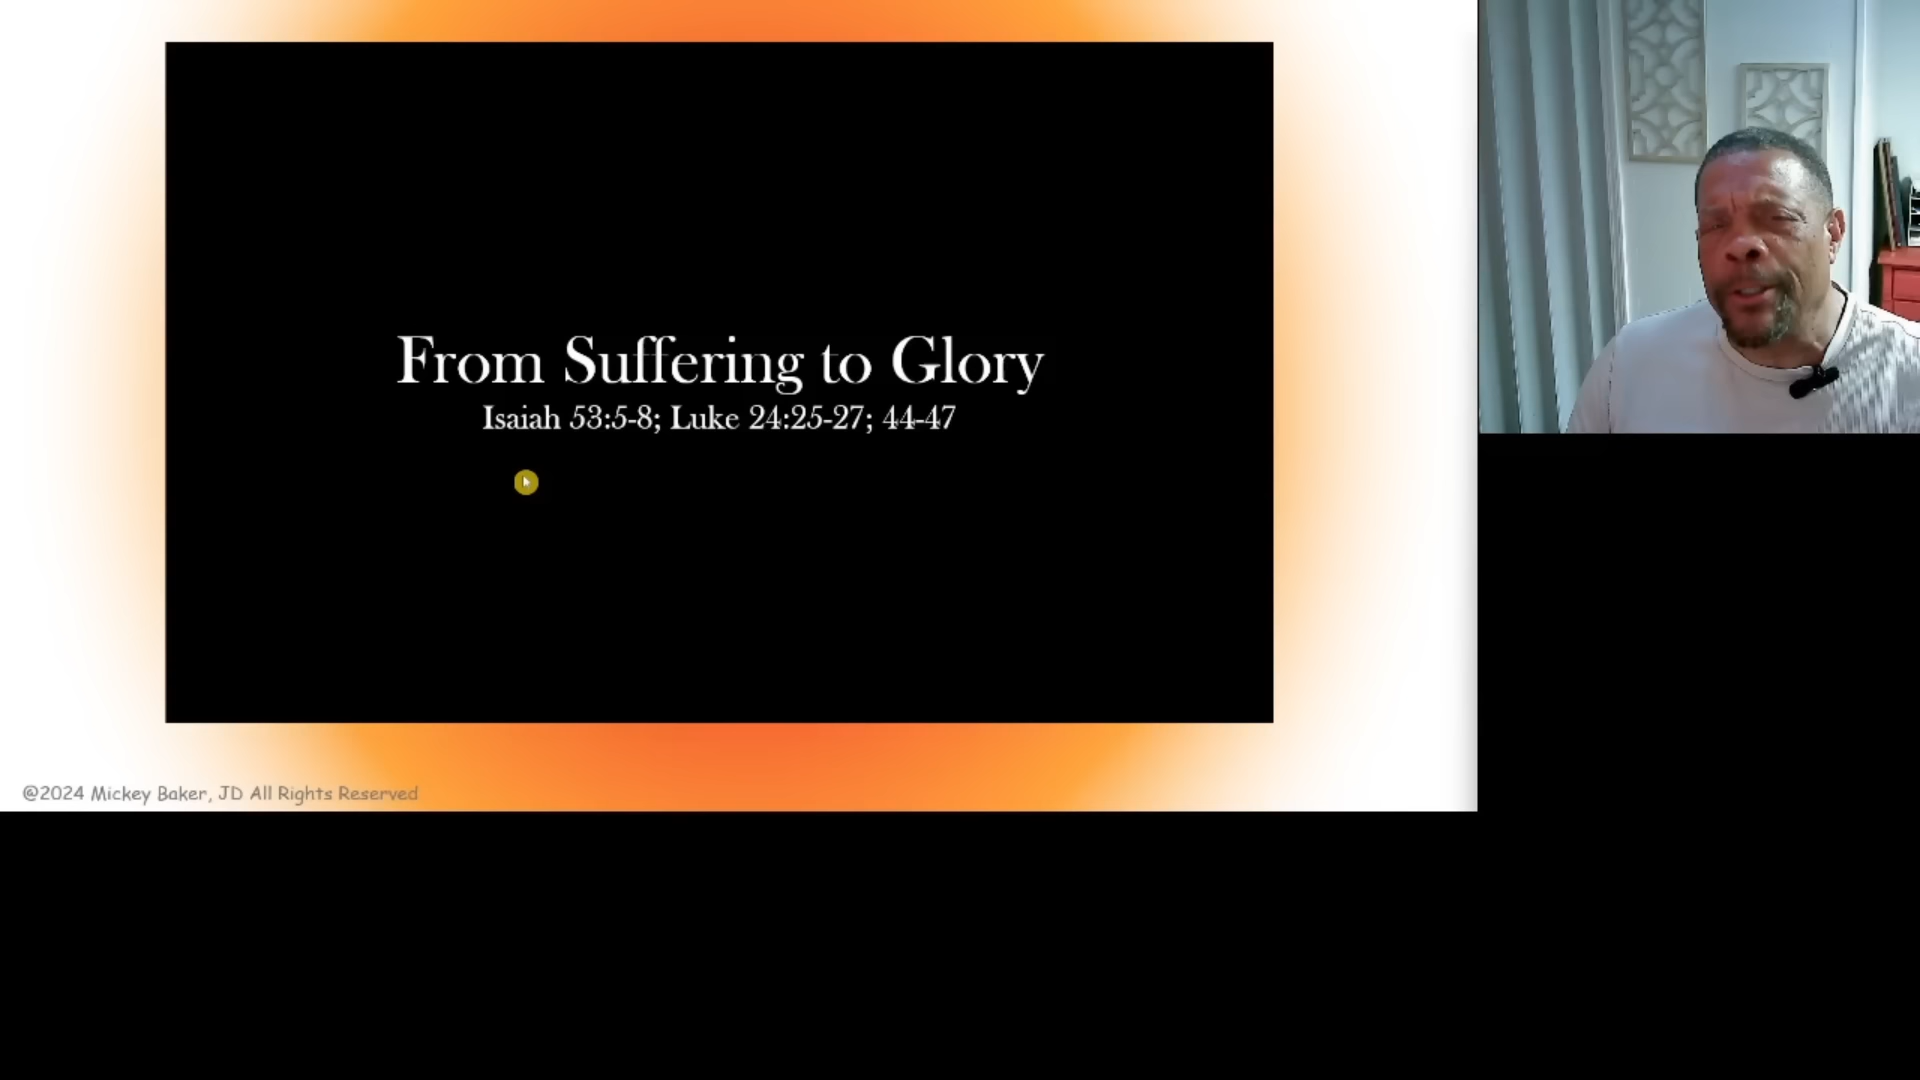 From Suffering to Glory
Isaiah 53:5-8; Luke 24:25-27; 44-47
@2024 Mickey Baker, JD All Rights Reserved